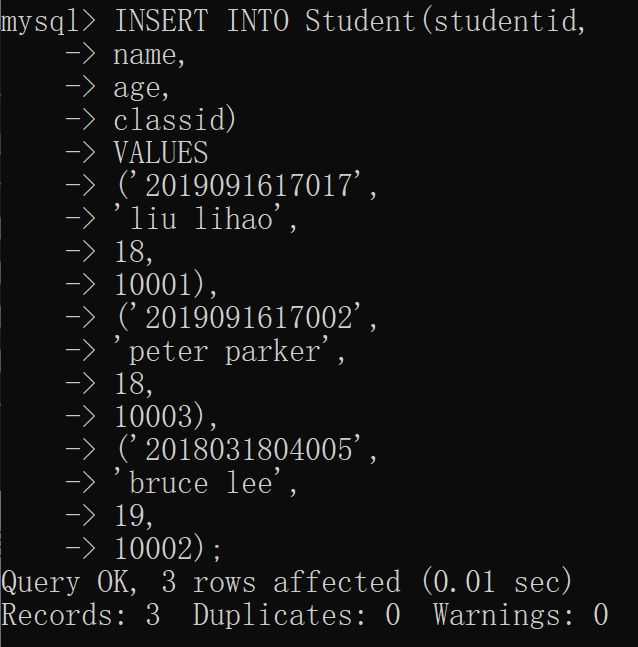 mysql> INSERT INTO Student(studentid,
    -> name,
    -> age,
    -> classid)
    -> VALUES
    -> ('2019091617017',
    -> 'liu lihao',
    -> 18,
    -> 10001),
    -> ('2019091617002',
    -> 'peter parker',
    -> 18,
    -> 10003),
    -> ('2018031804005',
    -> 'bruce lee',
    -> 19,
    -> 10002);
Query OK, 3 rows affected (0.01 sec)
Records: 3  Duplicates: 0  Warnings: 0